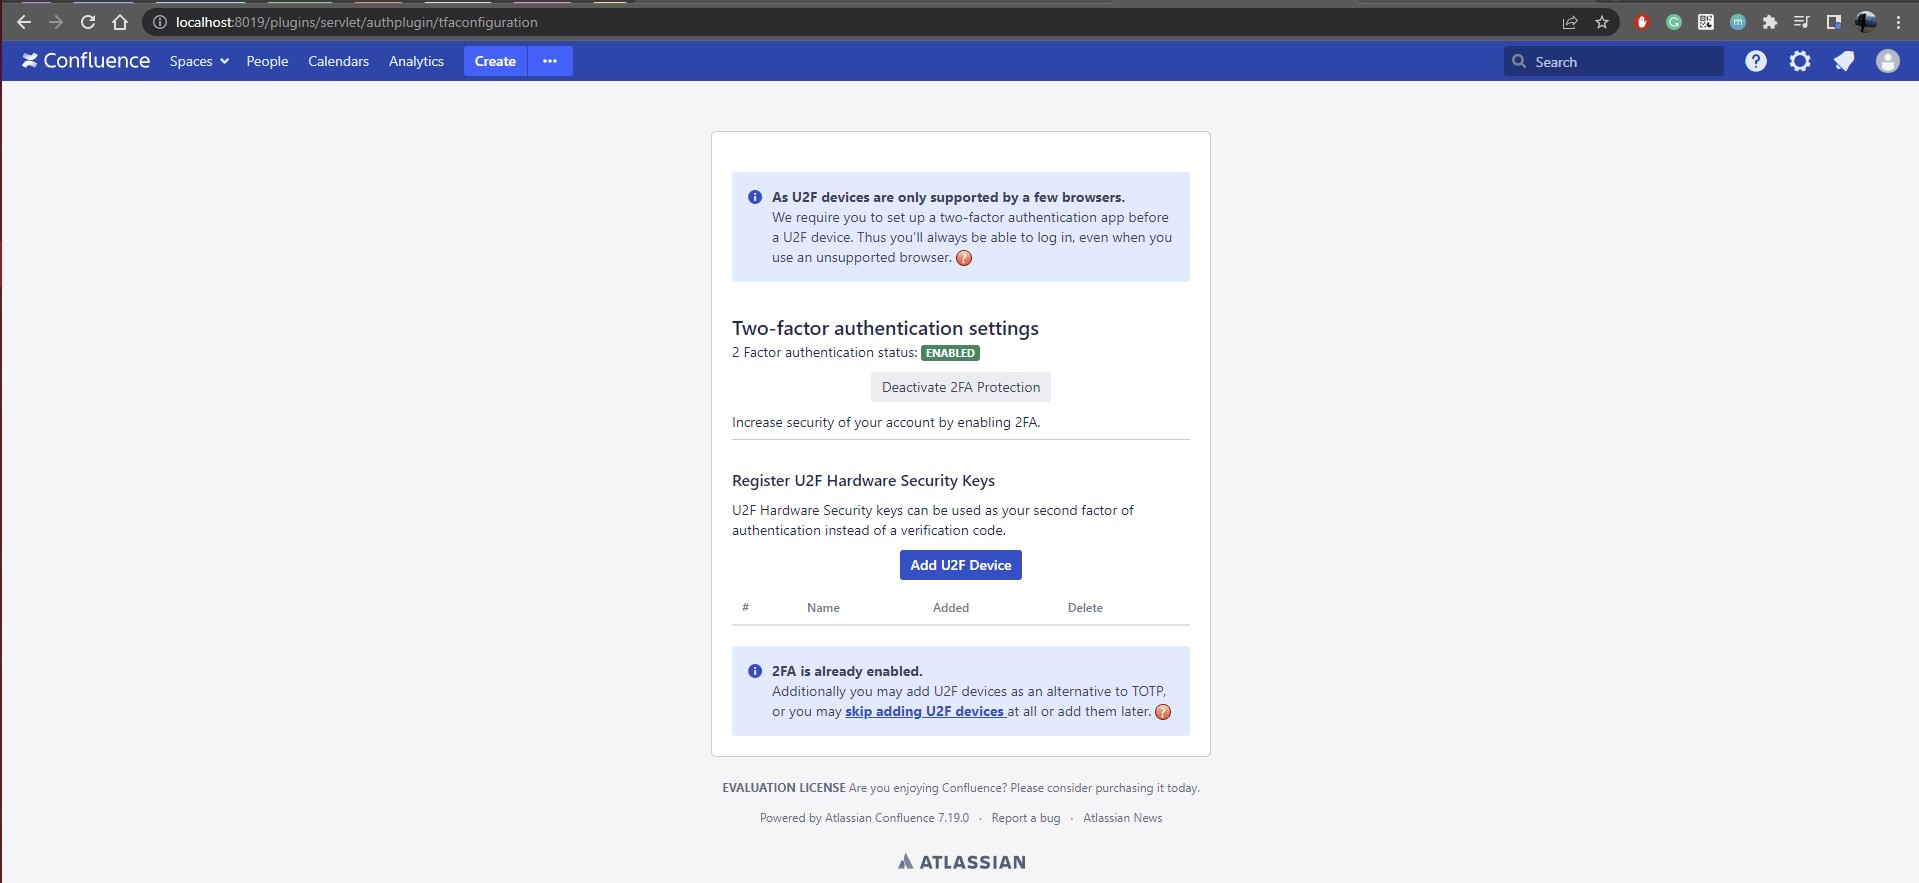 localhost:8019/plugins/servlet/authplugin/tfaconfiguration
Confluence Spaces People Calendars Analytics Create ••• Search
As U2F devices are only supported by a few browsers.
We require you to set up a two-factor authentication app before
a U2F device. Thus you'll always be able to log in, even when you
use an unsupported browser.
Two-factor authentication settings
2 Factor authentication status: ENABLED
Deactivate 2FA Protection
Increase security of your account by enabling 2FA.
Register U2F Hardware Security Keys
U2F Hardware Security keys can be used as your second factor of
authentication instead of a verification code.
Add U2F Device
# Name Added Delete
2FA is already enabled.
Additionally you may add U2F devices as an alternative to TOTP,
or you may skip adding U2F devices at all or add them later.
EVALUATION LICENSE Are you enjoying Confluence? Please consider purchasing it today.
Powered by Atlassian Confluence 7.19.0 · Report a bug · Atlassian News
ATLASSIAN